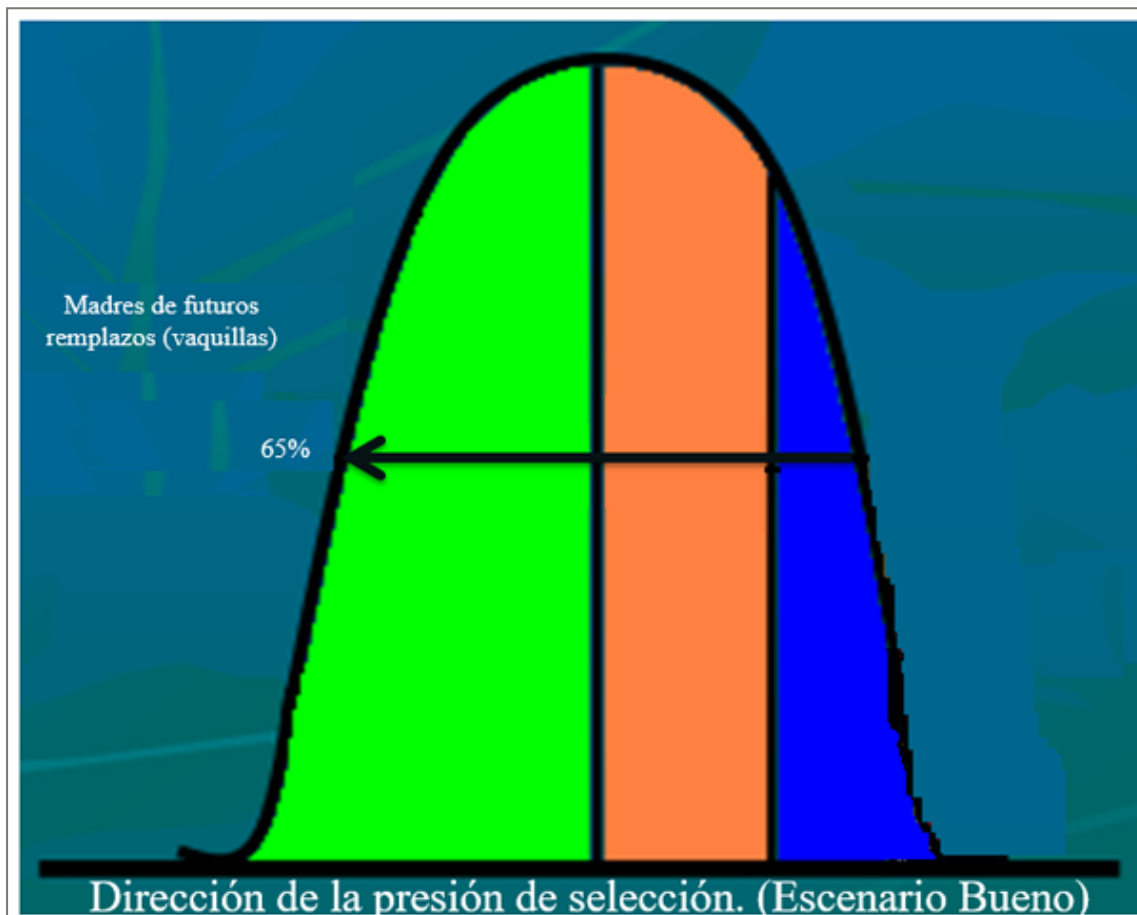 Madres de futuros
remplazos (vaquillas)
65%
Dirección de la presión de selección. (Escenario Bueno)